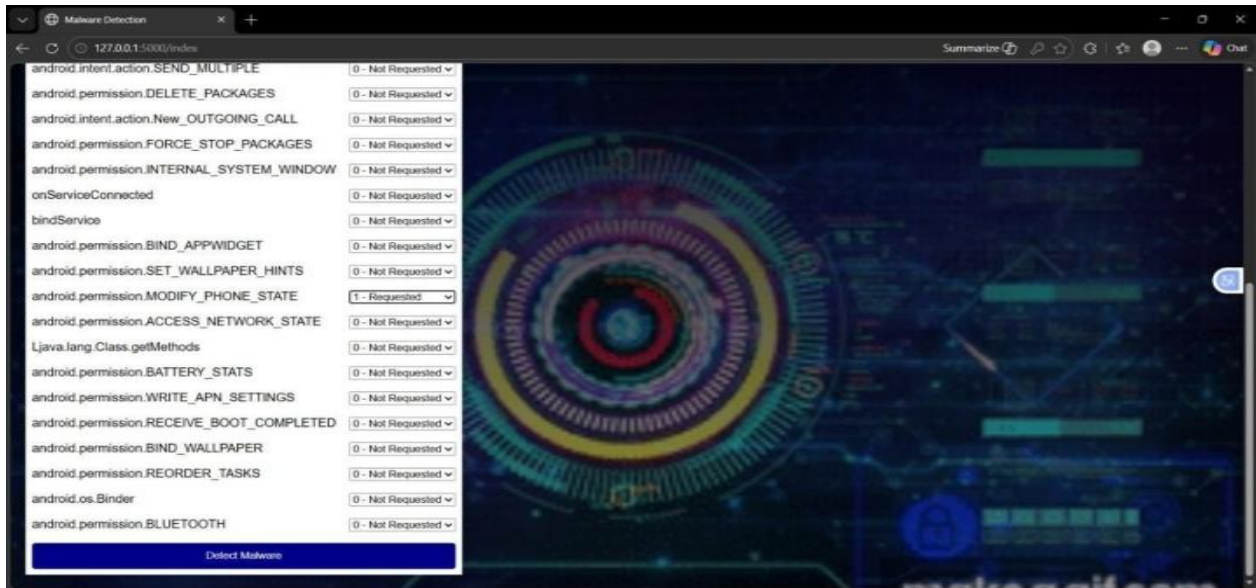 Malware Detection
127.0.0.1:5000/index
Summarize
Chat
android.intent.action.SEND_MULTIPLE 0 - Not Requested
android.permission.DELETE_PACKAGES 0 - Not Requested
android.intent.action.New_OUTGOING_CALL 0 - Not Requested
android.permission.FORCE_STOP_PACKAGES 0 - Not Requested
android.permission.INTERNAL_SYSTEM_WINDOW 0 - Not Requested
onServiceConnected 0 - Not Requested
bindService 0 - Not Requested
android.permission.BIND_APPWIDGET 0 - Not Requested
android.permission.SET_WALLPAPER_HINTS 0 - Not Requested
android.permission.MODIFY_PHONE_STATE 1 - Requested
android.permission.ACCESS_NETWORK_STATE 0 - Not Requested
Ljava.lang.Class.getMethods 0 - Not Requested
android.permission.BATTERY_STATS 0 - Not Requested
android.permission.WRITE_APN_SETTINGS 0 - Not Requested
android.permission.RECEIVE_BOOT_COMPLETED 0 - Not Requested
android.permission.BIND_WALLPAPER 0 - Not Requested
android.permission.REORDER_TASKS 0 - Not Requested
android.os.Binder 0 - Not Requested
android.permission.BLUETOOTH 0 - Not Requested
Detect Malware